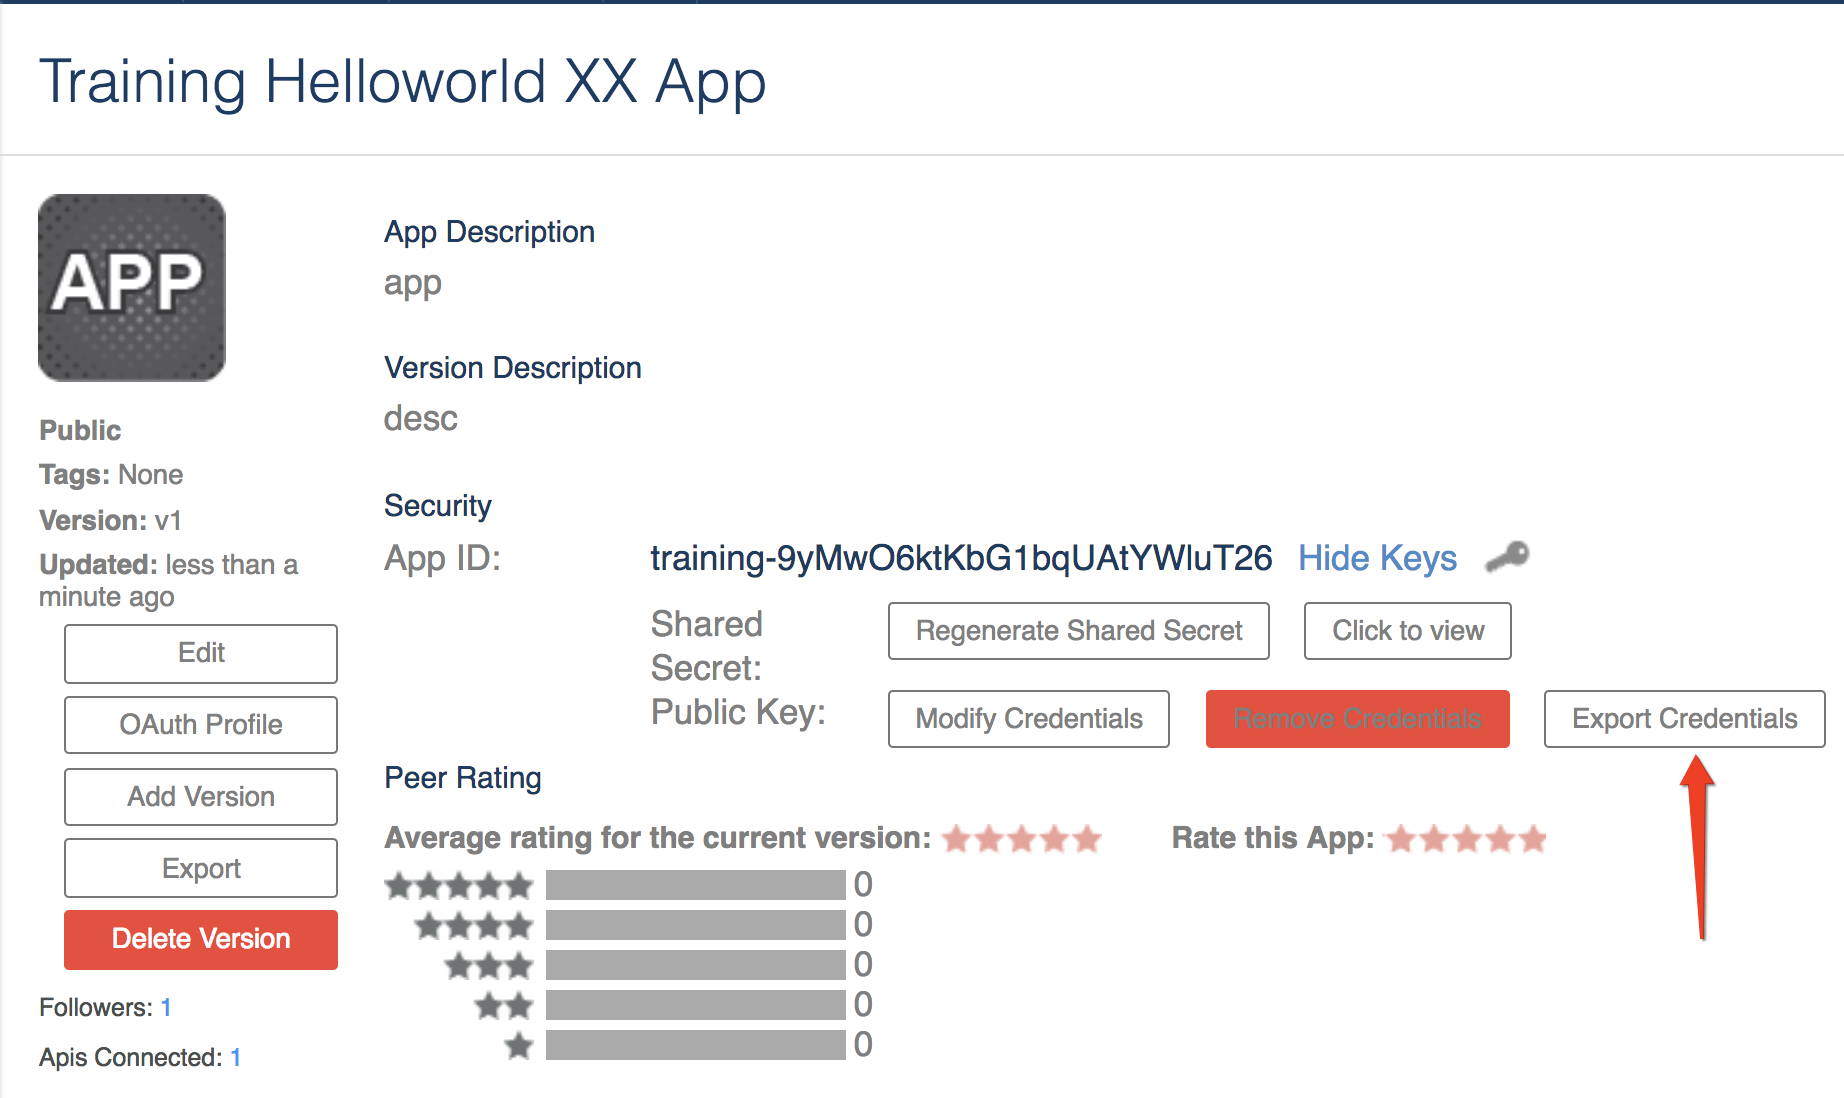 Training Helloworld XX App
APP
Public
Tags: None
Version: v1
Updated: less than a
minute ago
Edit
OAuth Profile
Add Version
Export
Delete Version
Followers: 1
Apis Connected: 1
App Description
app
Version Description
desc
Security
App ID: training-9yMwO6ktKbG1bqUAtYWluT26 Hide Keys
Shared
Secret: Regenerate Shared Secret Click to view
Public Key: Modify Credentials Remove Credentials Export Credentials
Peer Rating
Average rating for the current version: Rate this App:
0
0
0
0
0